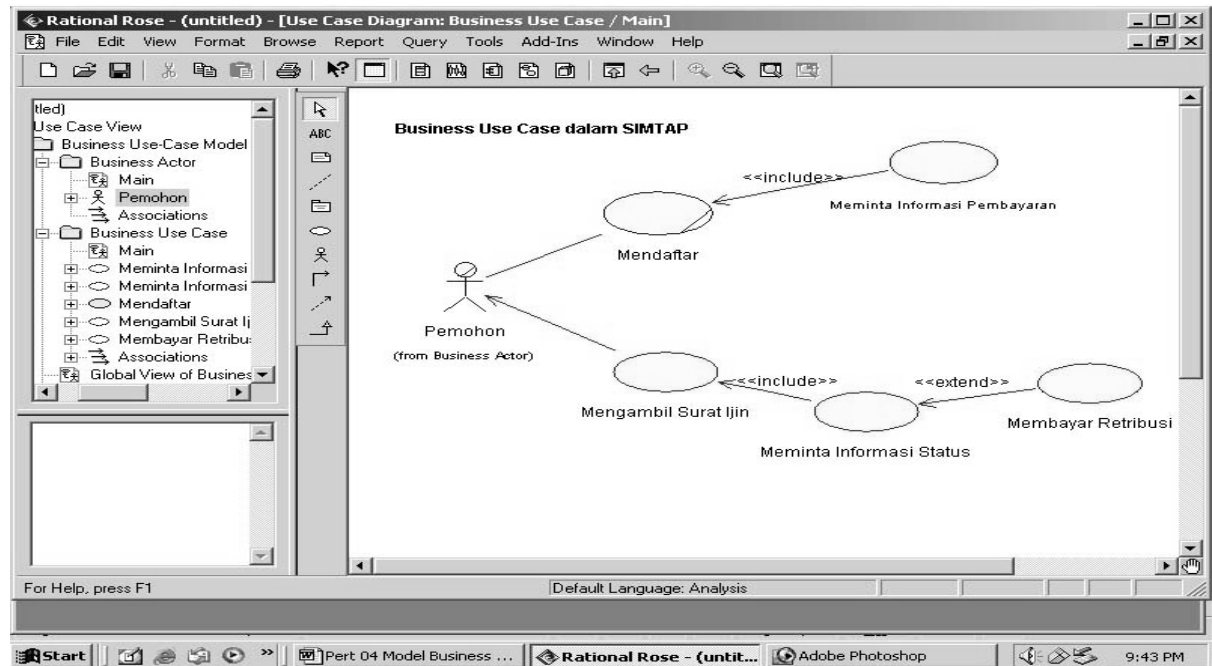 Rational Rose - (untitled) - [Use Case Diagram: Business Use Case / Main]
File Edit View Format Browse Report Query Tools Add-Ins Window Help
tled)
Use Case View
Business Use-Case Model
Business Actor
Main
Pemohon
Associations
Business Use Case
Main
Meminta Informasi
Meminta Informasi
Mendaftar
Mengambil Surat Ij
Membayar Retribu
Associations
Global View of Busines
ABC
Business Use Case dalam SIMTAP
<<include>>
Meminta Informasi Pembayaran
Mendaftar
Pemohon
(from Business Actor)
<<include>>
<<extend>>
Mengambil Surat Ijin
Membayar Retribusi
Meminta Informasi Status
For Help, press F1
Default Language: Analysis
Start
»
Pert 04 Model Business ...
Rational Rose - (untit...
Adobe Photoshop
9:43 PM